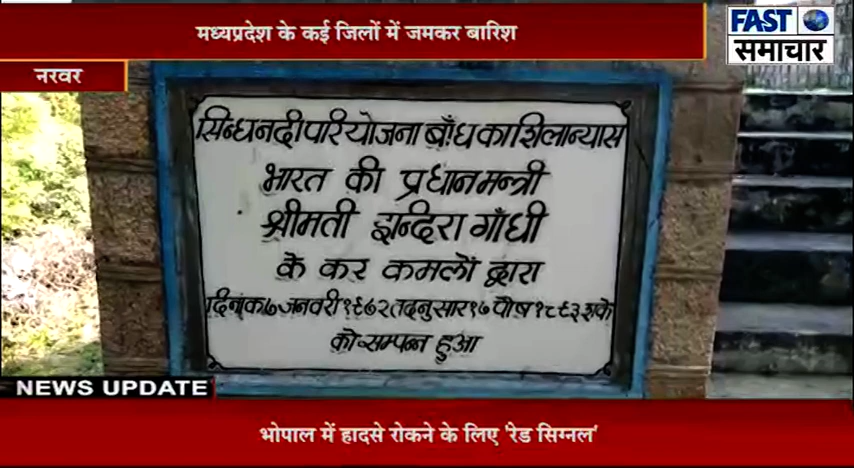 मध्यप्रदेश के कई जिलों में जमकर बारिश
FAST
समाचार
नरवर
सिन्धनदी परियोजना बाँध का शिलान्यास
भारत की प्रधानमन्त्री
श्रीमती इन्दिरा गाँधी
के कर कमलों द्वारा
दिनांक ७ जनवरी १९७२ तदनुसार १७ पौष १८९३ शके
को सम्पन्न हुआ
NEWS UPDATE
भोपाल में हादसे रोकने के लिए 'रेड सिग्नल'